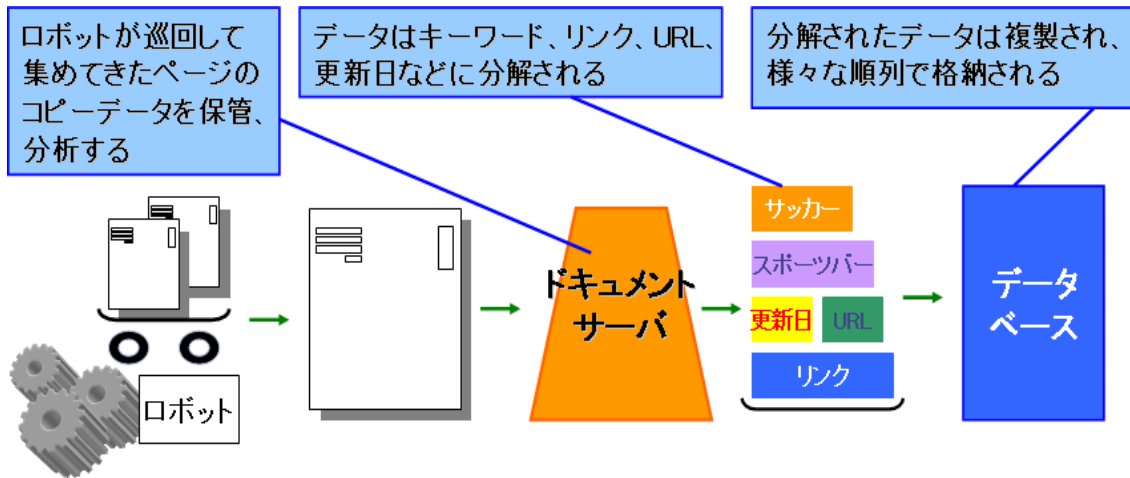 ロボットが巡回して
集めてきたページの
コピーデータを保管、
分析する
データはキーワード、リンク、URL、
更新日などに分解される
分解されたデータは複製され、
様々な順列で格納される
ロボット
ドキュメント
サーバ
サッカー
スポーツバー
更新日
URL
リンク
データ
ベース